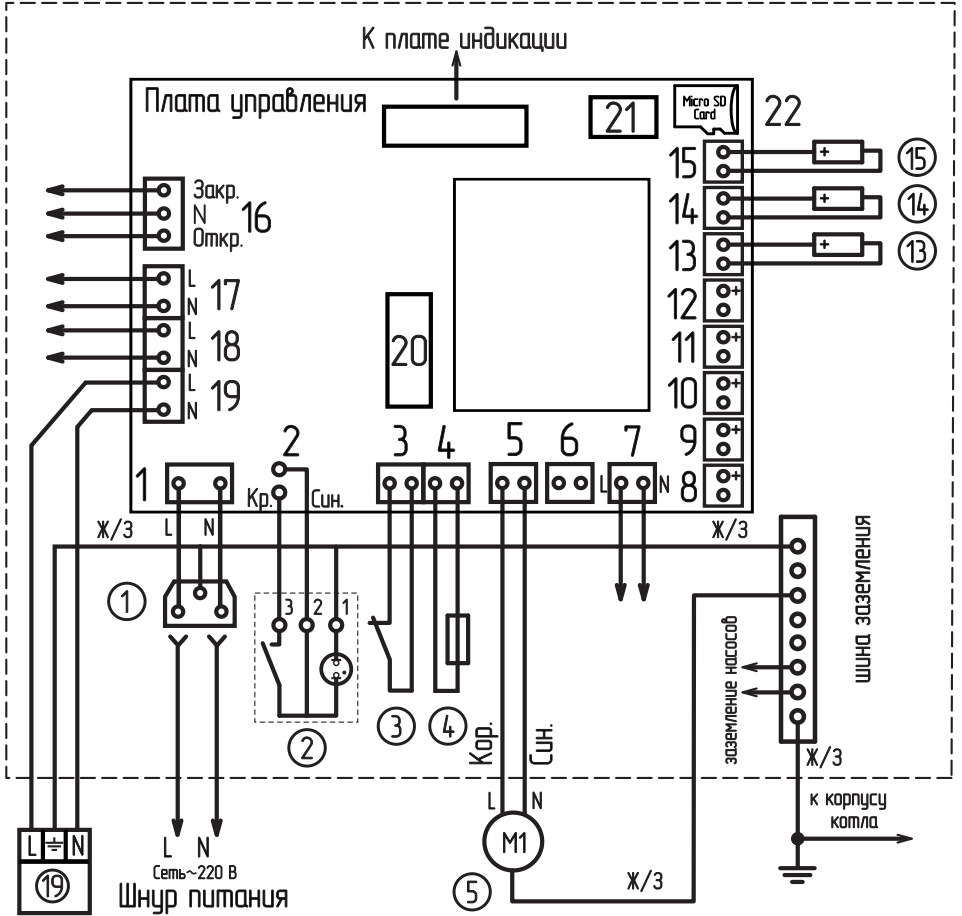 К плате индикации
Плата управления
21
Micro SD
Card
22
15
+
15
14
+
14
13
+
13
12
+
11
+
10
+
9
+
8
+
Закр.
N
Откр.
16
L
N
17
L
N
18
L
N
19
20
1
2
3
4
5
6
7
Кр.
Син.
L
N
Ж/З
L
N
Ж/З
1
3
2
1
2
3
4
Кор.
Син.
шина заземления
заземление насосов
Ж/З
к корпусу
котла
L
N
M1
5
Ж/З
L
N
19
L
N
Сеть~220 В
Шнур питания